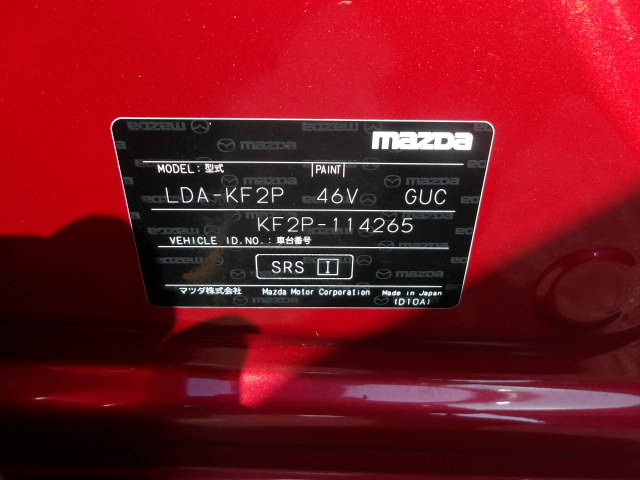 mazda
MODEL:型式 PAINT
LDA-KF2P 46V GUC
KF2P-114265
VEHICLE ID.NO.:車台番号
SRS I
マツダ株式会社 Mazda Motor Corporation Made in Japan
(D10A)